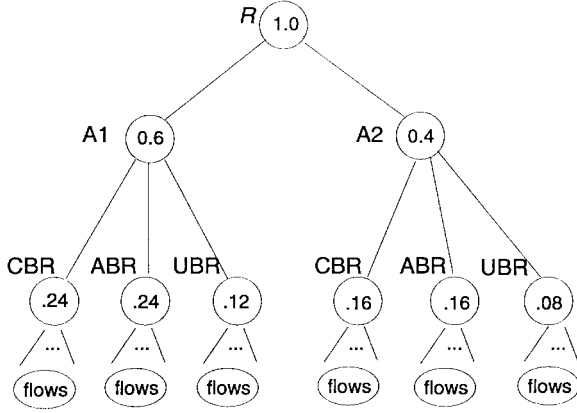 R 1.0
A1 0.6 A2 0.4
CBR ABR UBR CBR ABR UBR
.24 .24 .12 .16 .16 .08
... ... ... ... ... ...
flows flows flows flows flows flows